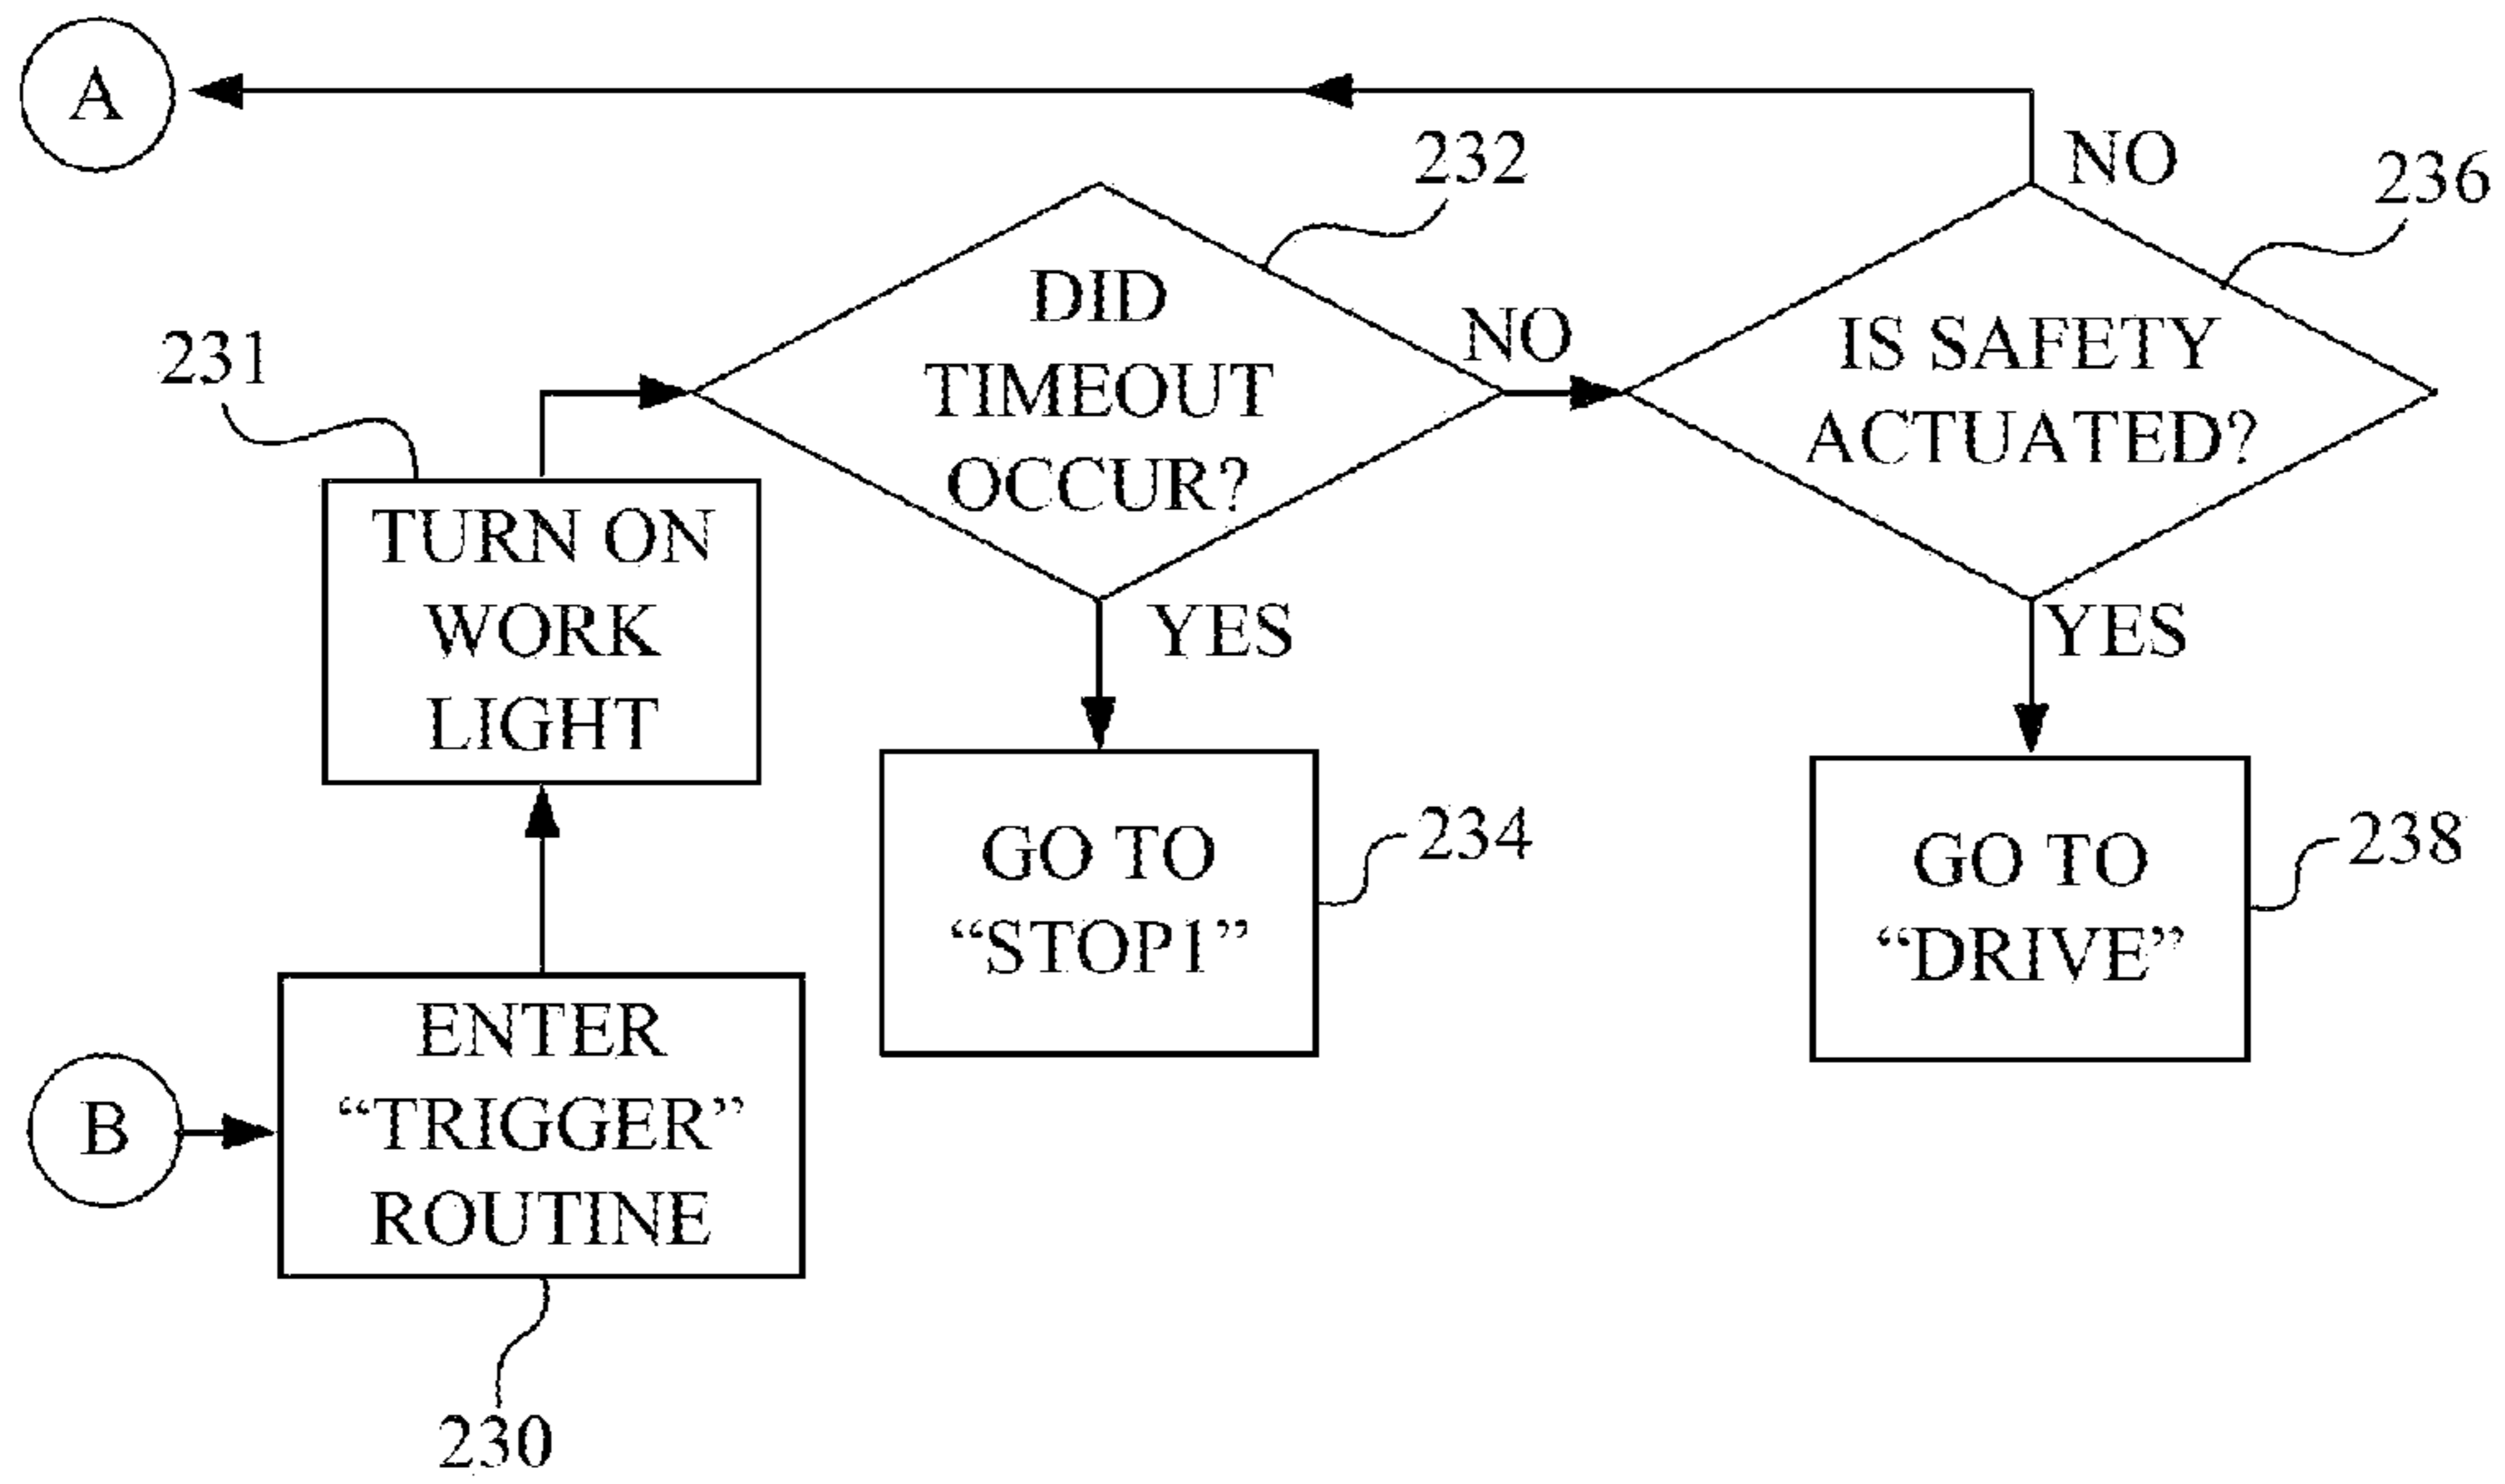 A
232
NO
236
DID
TIMEOUT
OCCUR?
NO
IS SAFETY
ACTUATED?
231
TURN ON
WORK
LIGHT
YES
YES
GO TO
“STOP1”
234
GO TO
“DRIVE”
238
B
ENTER
“TRIGGER”
ROUTINE
230